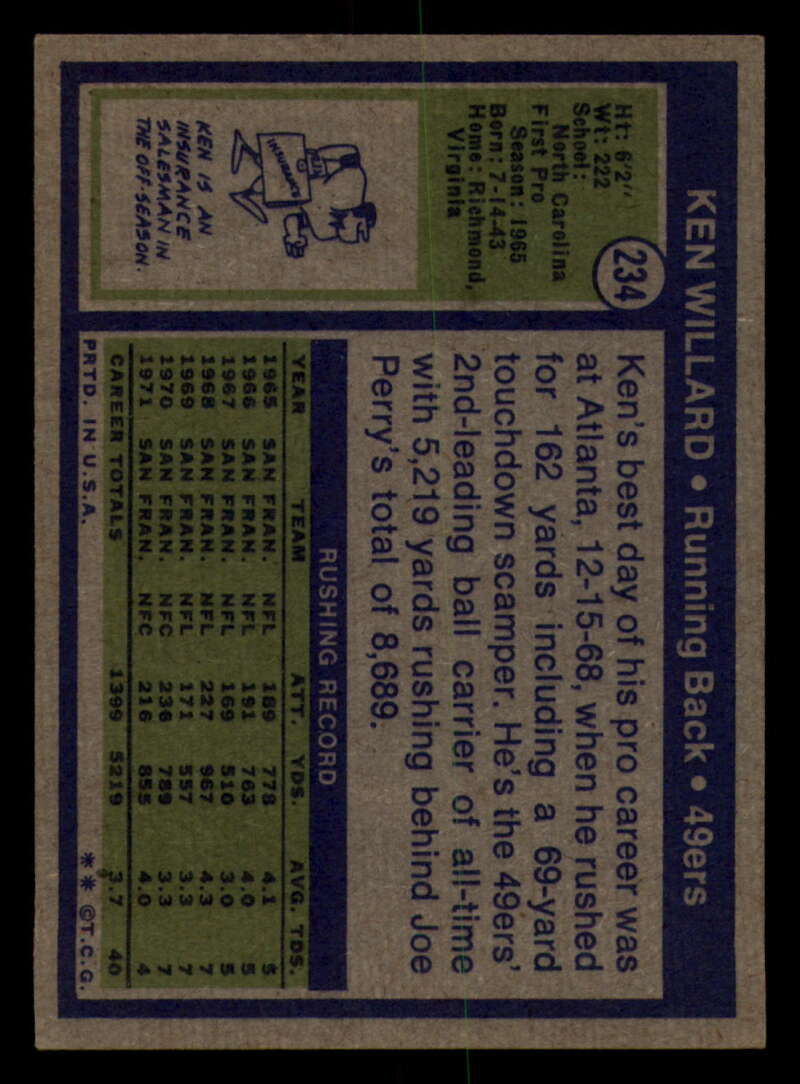 KEN WILLARD • Running Back • 49ers
234
Ht: 6'2"
Wt: 222
School:
North Carolina
First Pro
Season: 1965
Born: 7-14-43
Home: Richmond,
Virginia
INSURANCE
KEN IS AN
INSURANCE
SALESMAN IN
THE OFF-SEASON.
Ken's best day of his pro career was
at Atlanta, 12-15-68, when he rushed
for 162 yards including a 69-yard
touchdown scamper. He's the 49ers'
2nd-leading ball carrier of all-time
with 5,219 yards rushing behind Joe
Perry's total of 8,689.
RUSHING RECORD
YEAR TEAM ATT. YDS. AVG. TDS.
1965 SAN FRAN. NFL 189 778 4.1 5
1966 SAN FRAN. NFL 191 763 4.0 5
1967 SAN FRAN. NFL 169 510 3.0 5
1968 SAN FRAN. NFL 227 967 4.3 7
1969 SAN FRAN. NFL 171 557 3.3 7
1970 SAN FRAN. NFC 236 789 3.3 7
1971 SAN FRAN. NFC 216 855 4.0 4
CAREER TOTALS 1399 5219 3.7 40
PRTD. IN U.S.A. ** ©T.C.G.